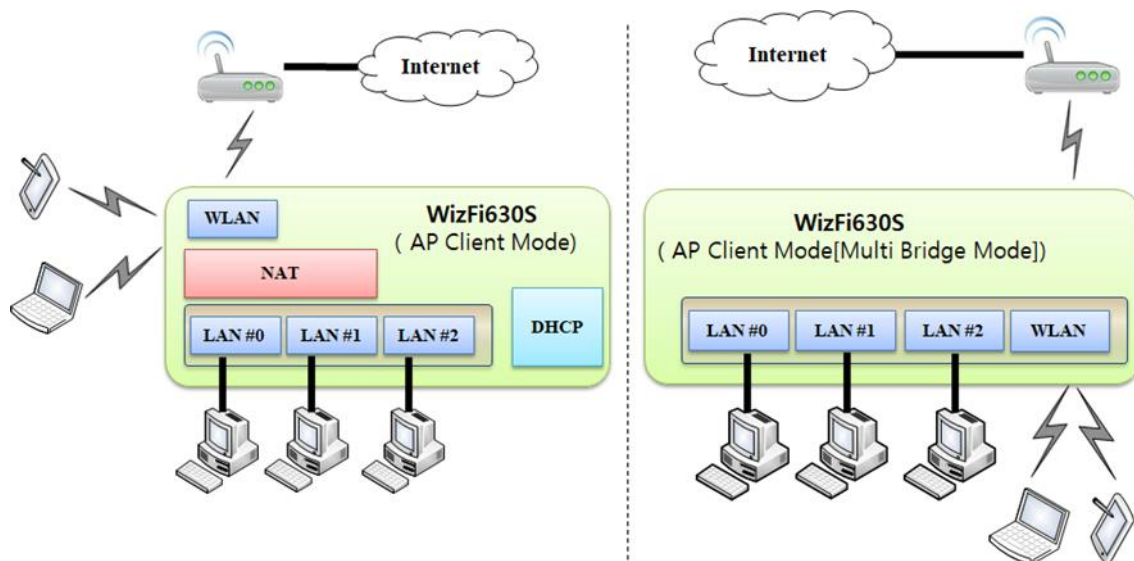 Internet
WizFi630S
( AP Client Mode)
WLAN
NAT
LAN #0
LAN #1
LAN #2
DHCP
Internet
WizFi630S
( AP Client Mode[Multi Bridge Mode])
LAN #0
LAN #1
LAN #2
WLAN